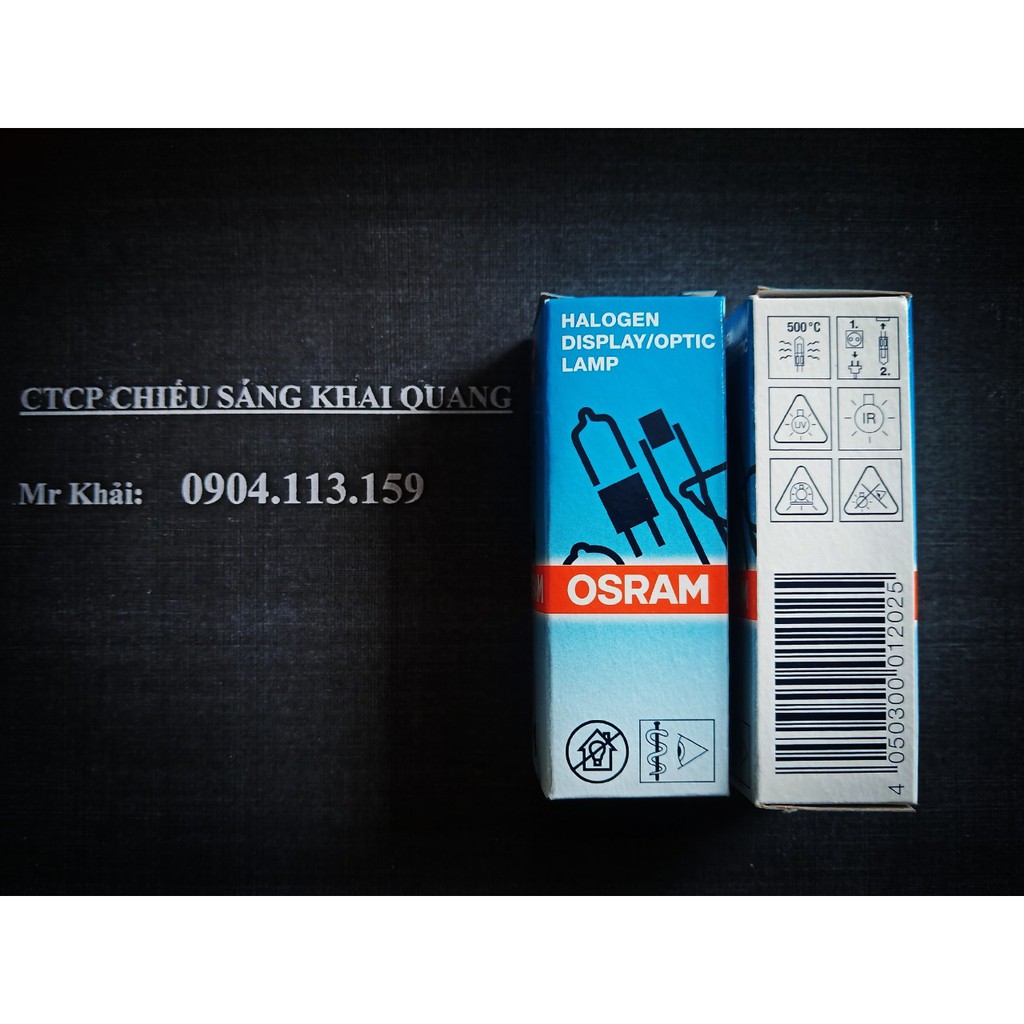 CTCP CHIẾU SÁNG KHAI QUANG
Mr Khải: 0904.113.159
HALOGEN
DISPLAY/OPTIC
LAMP
M OSRAM
500°C
1.
2.
UV
IR
4 050300 012025